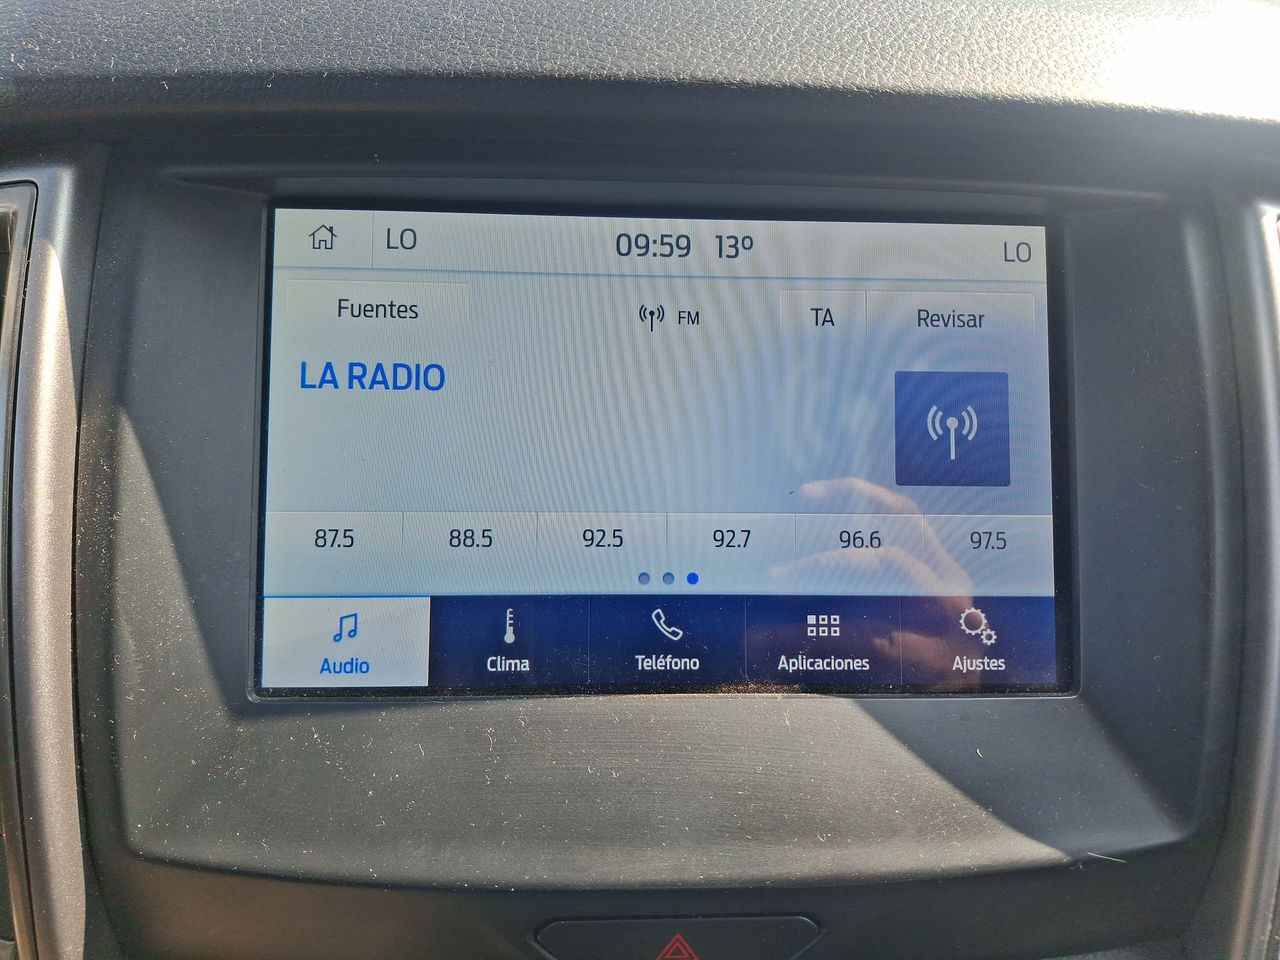 LO 09:59 13º LO
Fuentes FM TA Revisar
LA RADIO
87.5 88.5 92.5 92.7 96.6 97.5
Audio Clima Teléfono Aplicaciones Ajustes